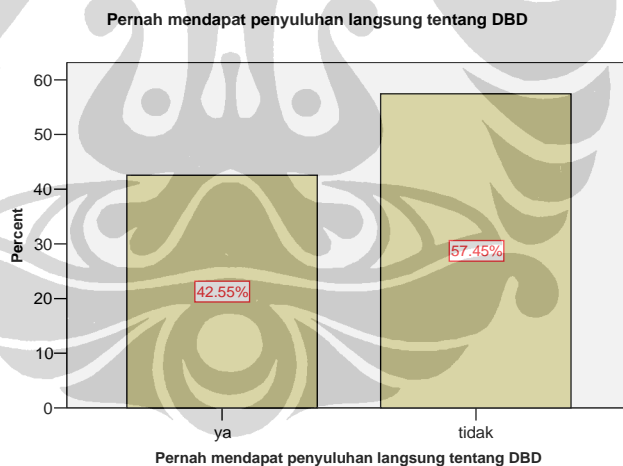 Pernah mendapat penyuluhan langsung tentang DBD
60
50
40
30
20
10
0
Percent
42.55%
57.45%
ya
tidak
Pernah mendapat penyuluhan langsung tentang DBD